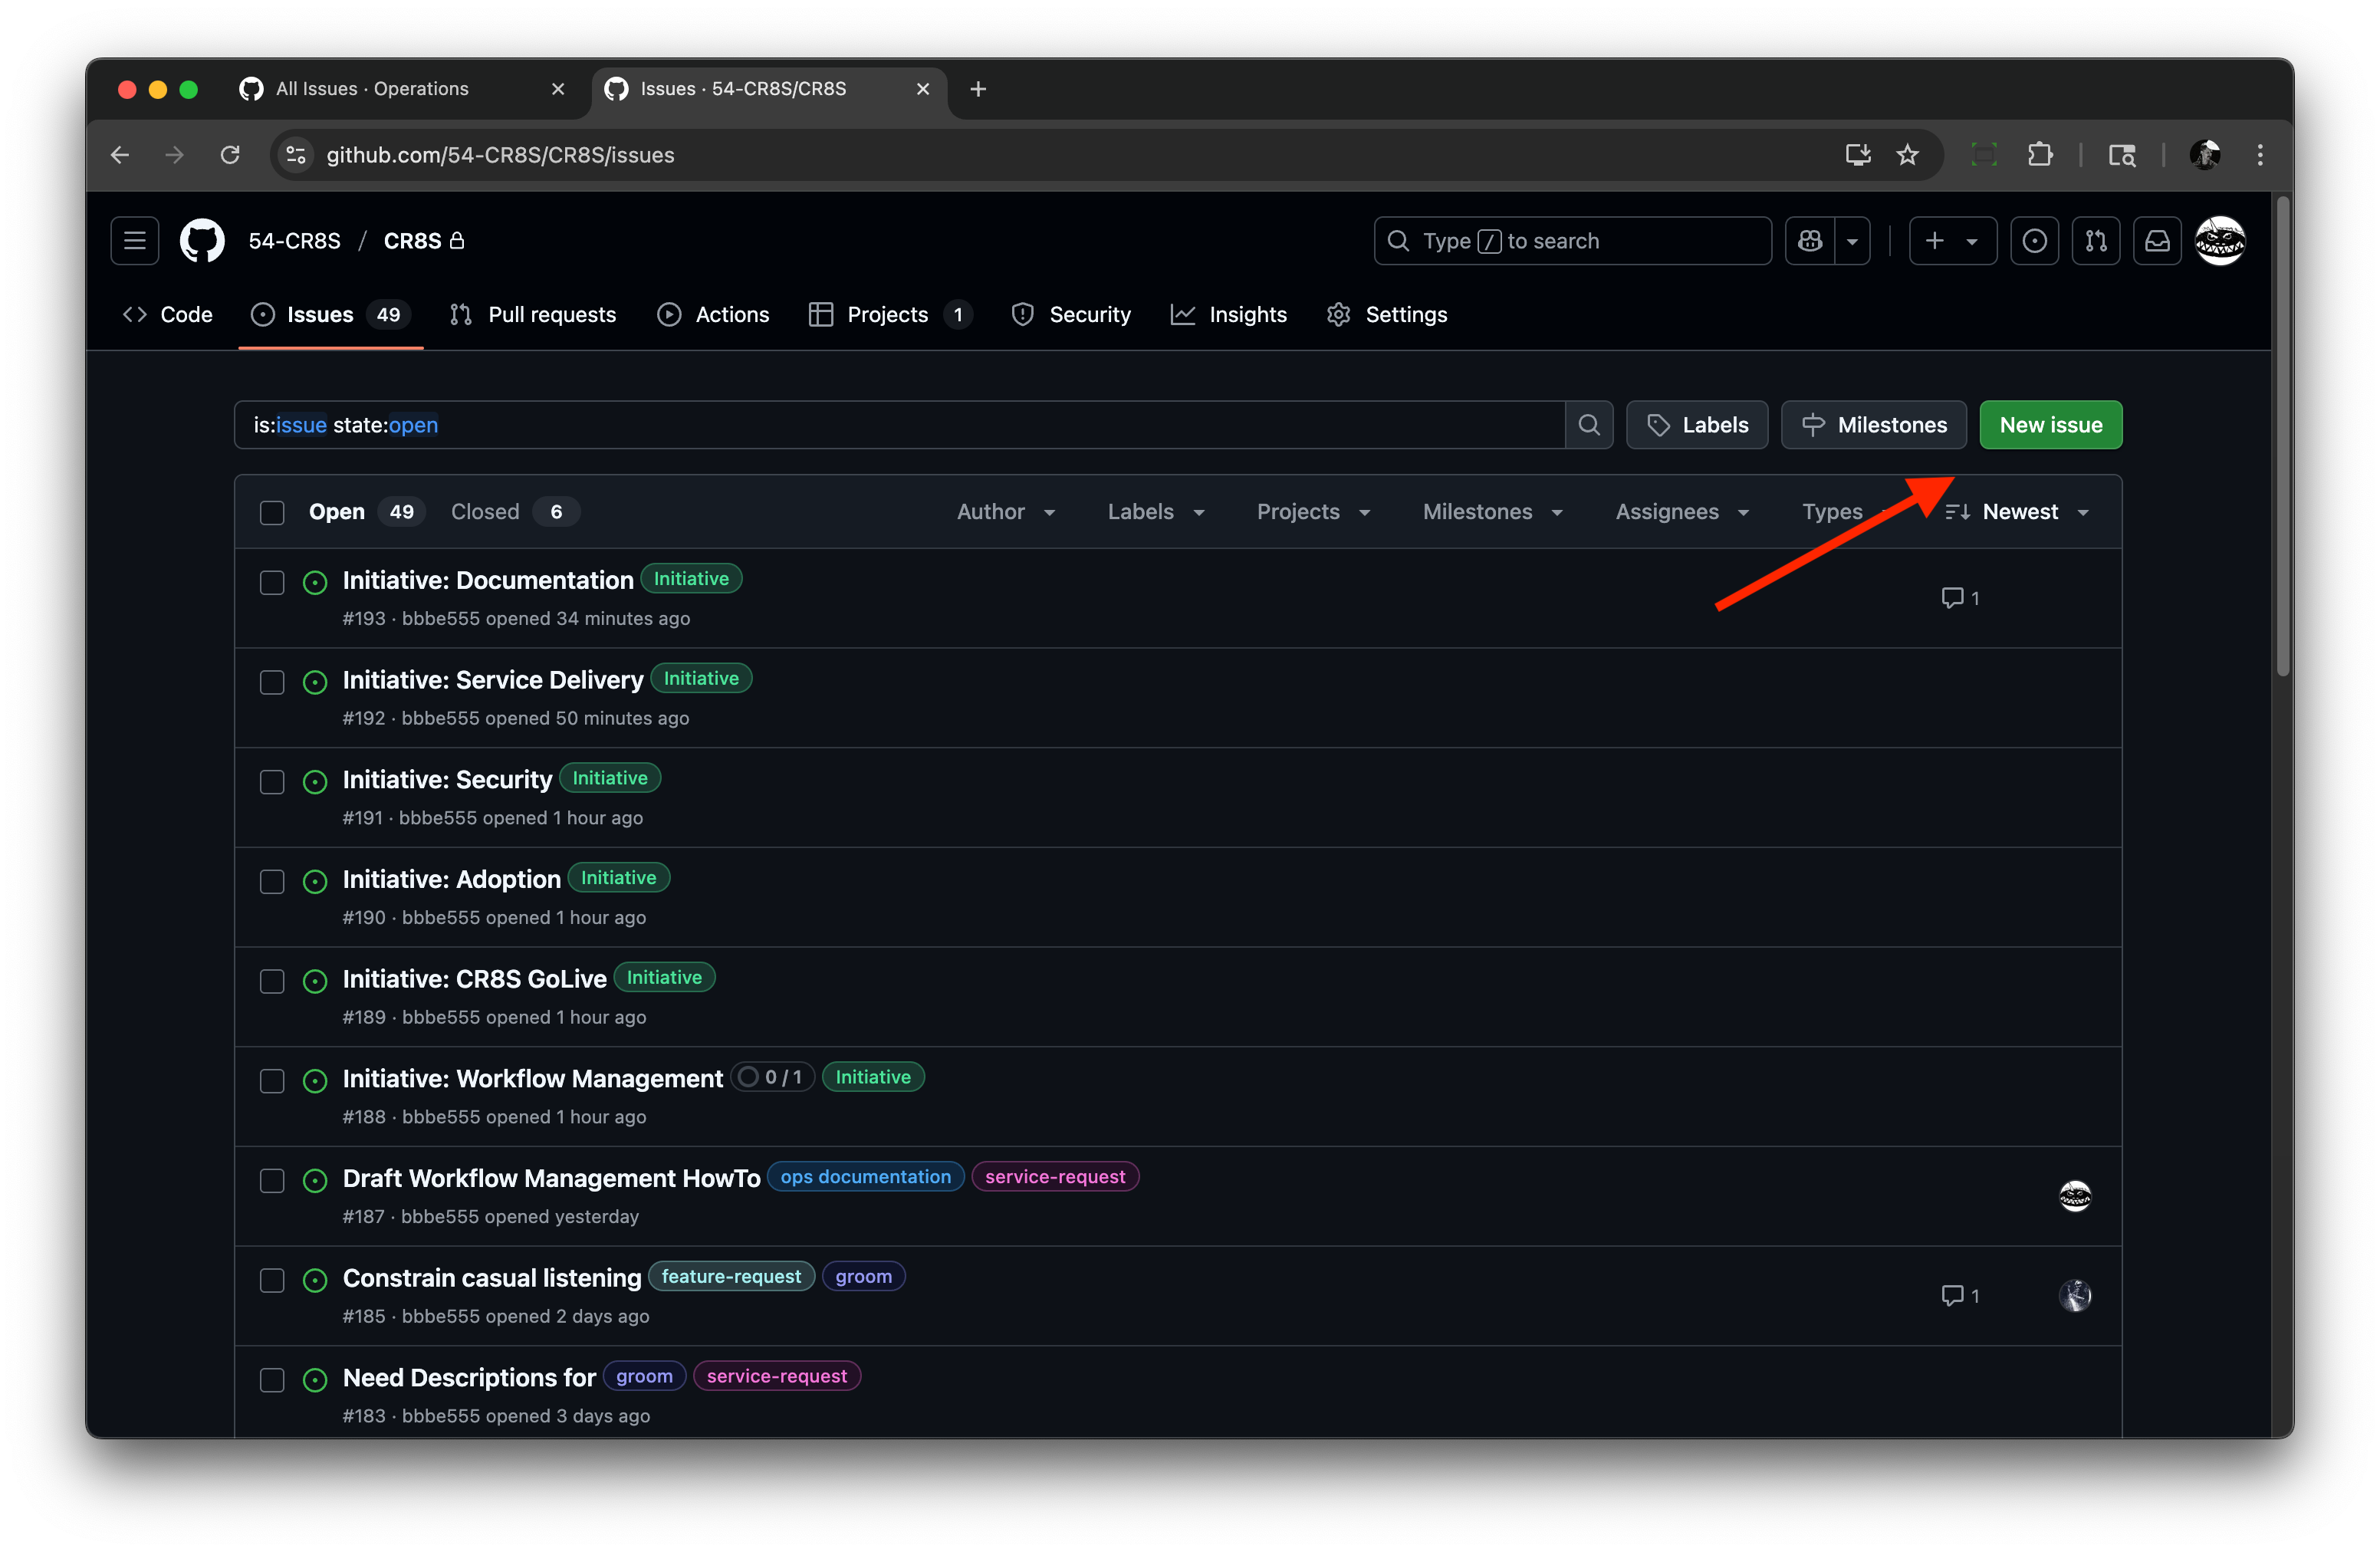 All Issues · Operations
Issues · 54-CR8S/CR8S
github.com/54-CR8S/CR8S/issues
54-CR8S / CR8S
Type / to search
Code
Issues 49
Pull requests
Actions
Projects 1
Security
Insights
Settings
is:issue state:open
Labels
Milestones
New issue
Open 49
Closed 6
Author
Labels
Projects
Milestones
Assignees
Types
Newest
Initiative: Documentation Initiative
#193 · bbbe555 opened 34 minutes ago
1
Initiative: Service Delivery Initiative
#192 · bbbe555 opened 50 minutes ago
Initiative: Security Initiative
#191 · bbbe555 opened 1 hour ago
Initiative: Adoption Initiative
#190 · bbbe555 opened 1 hour ago
Initiative: CR8S GoLive Initiative
#189 · bbbe555 opened 1 hour ago
Initiative: Workflow Management 0 / 1 Initiative
#188 · bbbe555 opened 1 hour ago
Draft Workflow Management HowTo ops documentation service-request
#187 · bbbe555 opened yesterday
Constrain casual listening feature-request groom
#185 · bbbe555 opened 2 days ago
1
Need Descriptions for groom service-request
#183 · bbbe555 opened 3 days ago